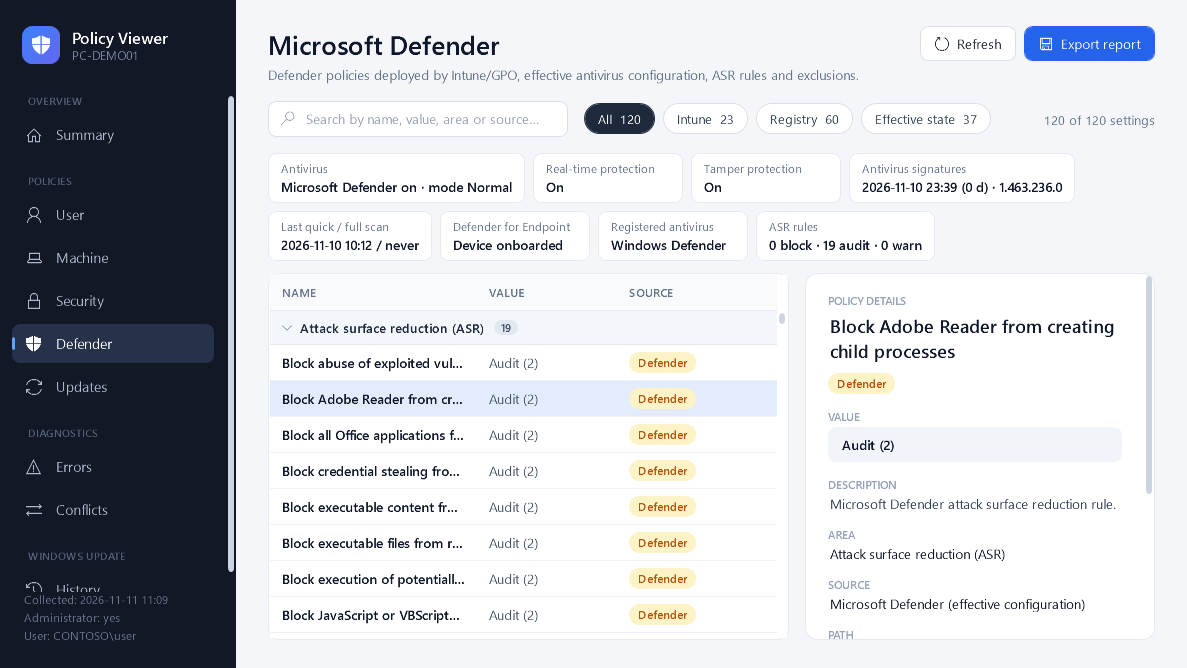 Policy Viewer
PC-DEMO01
OVERVIEW
Summary
POLICIES
User
Machine
Security
Defender
Updates
DIAGNOSTICS
Errors
Conflicts
WINDOWS UPDATE
History
Collected: 2026-11-11 11:09
Administrator: yes
User: CONTOSO\user
Microsoft Defender
Defender policies deployed by Intune/GPO, effective antivirus configuration, ASR rules and exclusions.
Refresh
Export report
Search by name, value, area or source...
All 120
Intune 23
Registry 60
Effective state 37
120 of 120 settings
Antivirus
Microsoft Defender on · mode Normal
Real-time protection
On
Tamper protection
On
Antivirus signatures
2026-11-10 23:39 (0 d) · 1.463.236.0
Last quick / full scan
2026-11-10 10:12 / never
Defender for Endpoint
Device onboarded
Registered antivirus
Windows Defender
ASR rules
0 block · 19 audit · 0 warn
NAME VALUE SOURCE
Attack surface reduction (ASR) 19
Block abuse of exploited vul... Audit (2) Defender
Block Adobe Reader from cr... Audit (2) Defender
Block all Office applications f... Audit (2) Defender
Block credential stealing fro... Audit (2) Defender
Block executable content fr... Audit (2) Defender
Block executable files from r... Audit (2) Defender
Block execution of potentiall... Audit (2) Defender
Block JavaScript or VBScript... Audit (2) Defender
POLICY DETAILS
Block Adobe Reader from creating
child processes
Defender
VALUE
Audit (2)
DESCRIPTION
Microsoft Defender attack surface reduction rule.
AREA
Attack surface reduction (ASR)
SOURCE
Microsoft Defender (effective configuration)
PATH